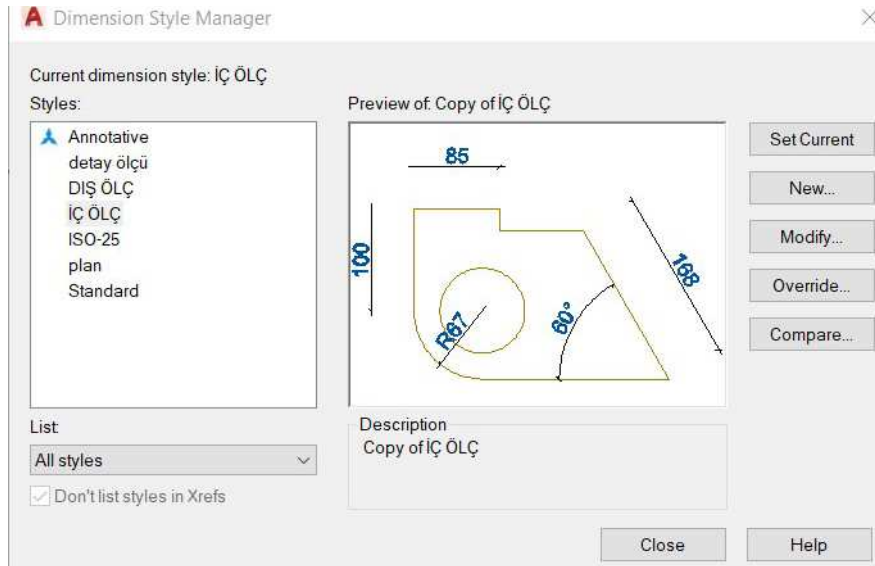 A Dimension Style Manager
Current dimension style: İÇ ÖLÇ
Styles:
Annotative
detay ölçü
DIŞ ÖLÇ
İÇ ÖLÇ
ISO-25
plan
Standard
List:
All styles
Don't list styles in Xrefs
Preview of: Copy of İÇ ÖLÇ
85
100
168
60°
R67
Description
Copy of İÇ ÖLÇ
Set Current
New...
Modify...
Override...
Compare...
Close
Help